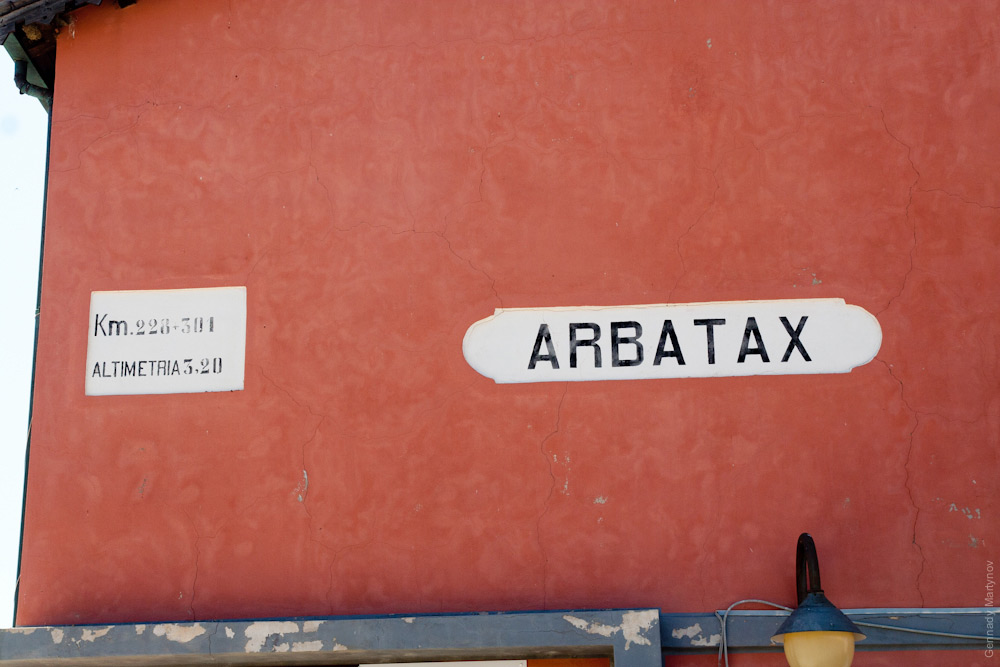 Km.228+301
ALTIMETRIA 3,20
ARBATAX
Gennady Martynov